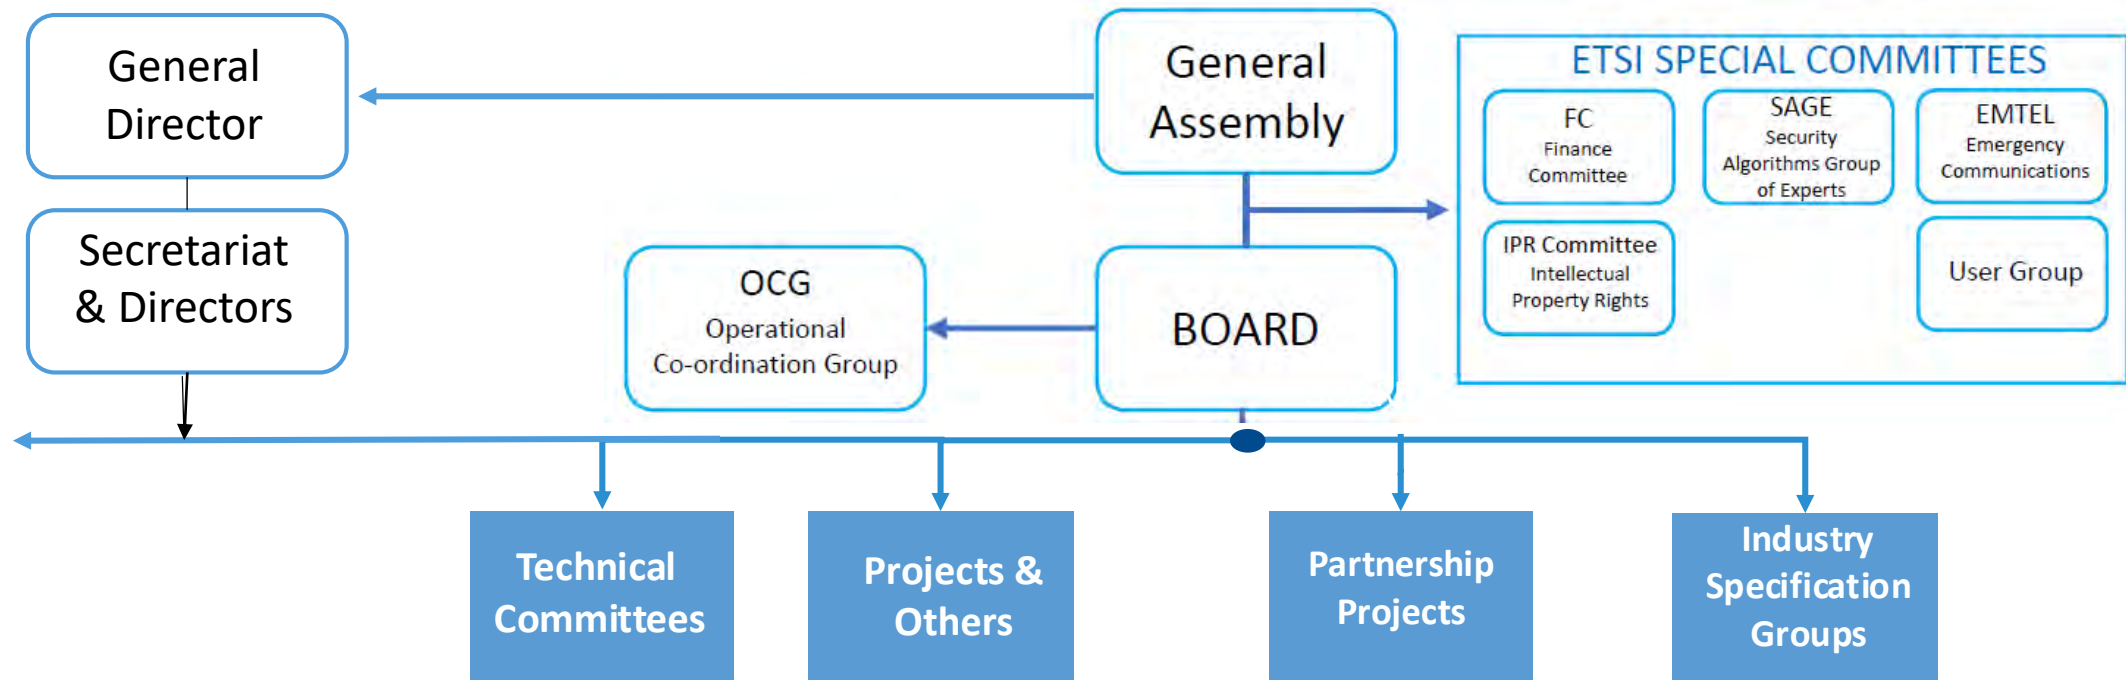 General
Director
General
Assembly
ETSI SPECIAL COMMITTEES
FC
Finance
Committee
SAGE
Security
Algorithms Group
of Experts
EMTEL
Emergency
Communications
Secretariat
& Directors
OCG
Operational
Co-ordination Group
BOARD
IPR Committee
Intellectual
Property Rights
User Group
Technical
Committees
Projects &
Others
Partnership
Projects
Industry
Specification
Groups